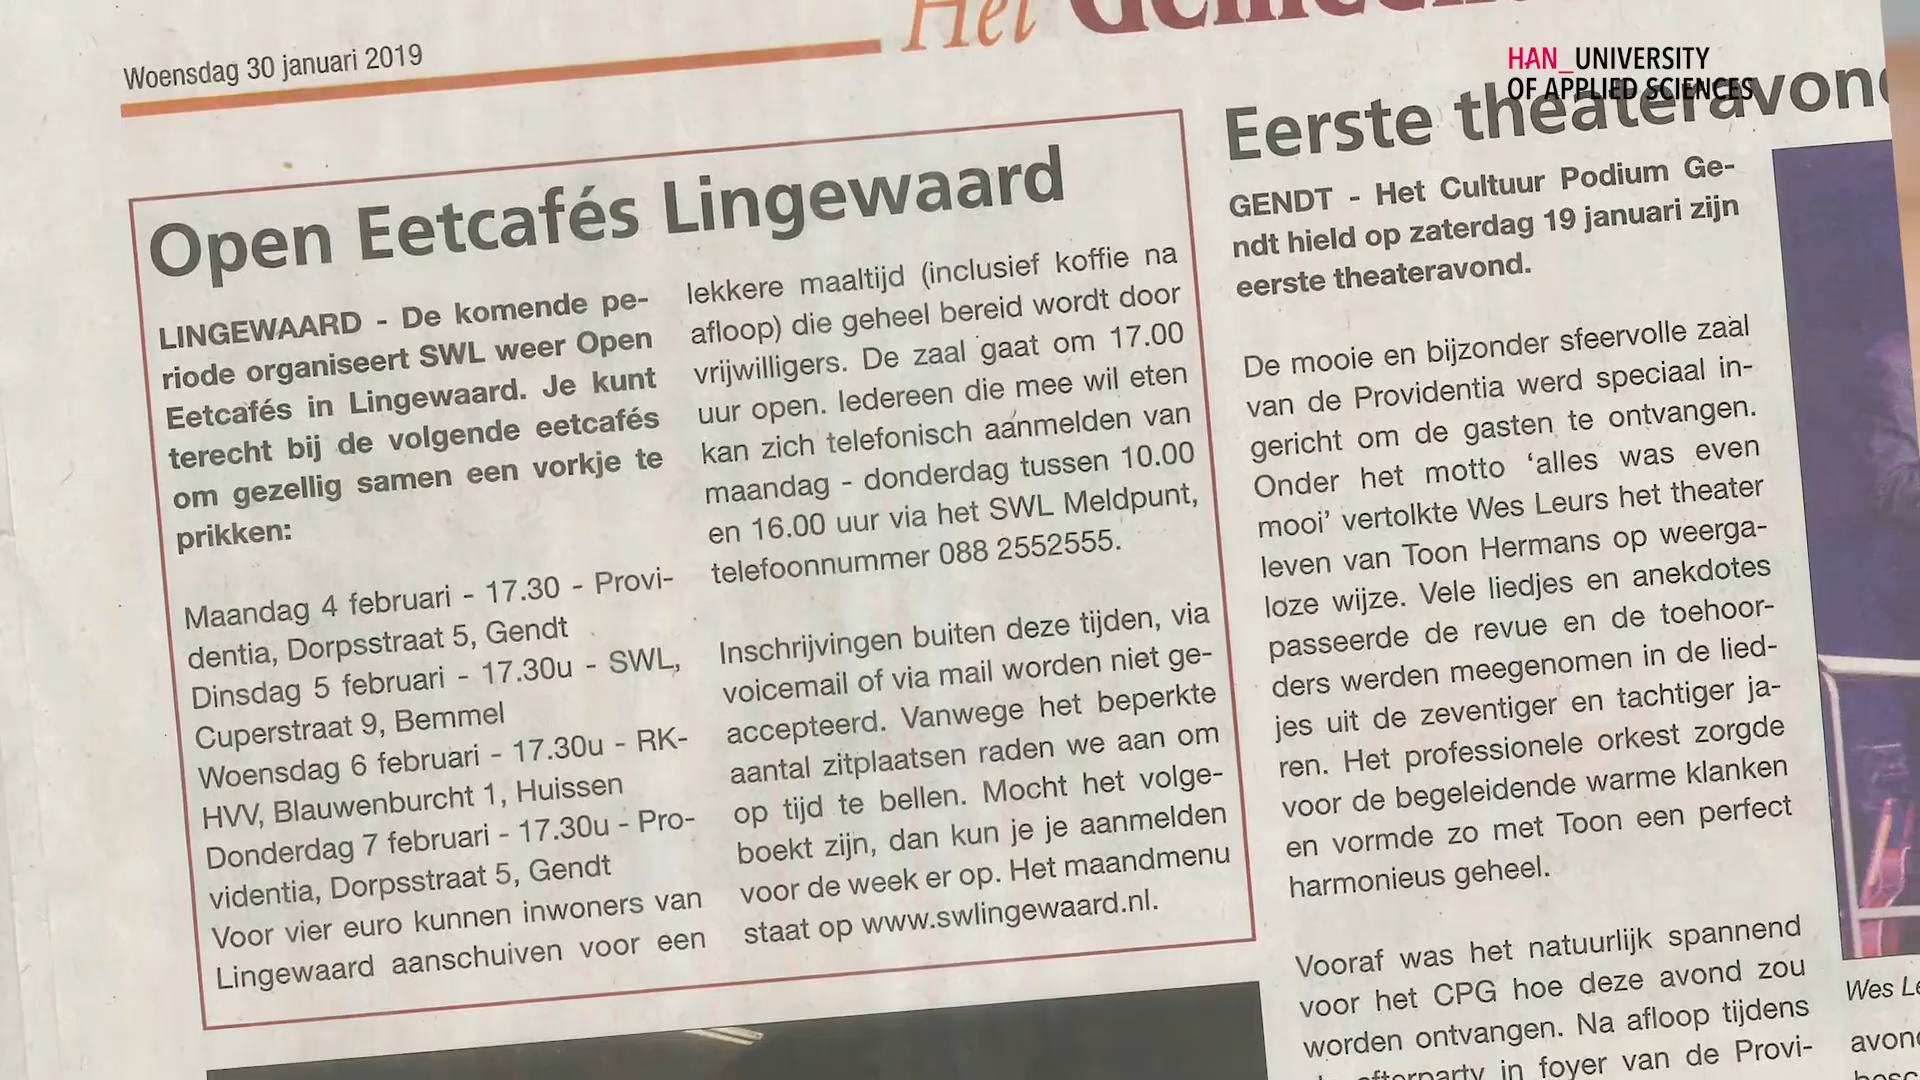 Woensdag 30 januari 2019
Het
HAN_UNIVERSITY
OF APPLIED SCIENCES
Open Eetcafés Lingewaard
LINGEWAARD - De komende pe-
riode organiseert SWL weer Open
Eetcafés in Lingewaard. Je kunt
terecht bij de volgende eetcafés
om gezellig samen een vorkje te
prikken:
Maandag 4 februari - 17.30 - Provi-
dentia, Dorpsstraat 5, Gendt
Dinsdag 5 februari - 17.30u - SWL,
Cuperstraat 9, Bemmel
Woensdag 6 februari - 17.30u - RK-
HVV, Blauwenburcht 1, Huissen
Donderdag 7 februari - 17.30u - Pro-
videntia, Dorpsstraat 5, Gendt
Voor vier euro kunnen inwoners van
Lingewaard aanschuiven voor een
lekkere maaltijd (inclusief koffie na
afloop) die geheel bereid wordt door
vrijwilligers. De zaal gaat om 17.00
uur open. Iedereen die mee wil eten
kan zich telefonisch aanmelden van
maandag - donderdag tussen 10.00
en 16.00 uur via het SWL Meldpunt,
telefoonnummer 088 2552555.
Inschrijvingen buiten deze tijden, via
voicemail of via mail worden niet ge-
accepteerd. Vanwege het beperkte
aantal zitplaatsen raden we aan om
op tijd te bellen. Mocht het volge-
boekt zijn, dan kun je je aanmelden
voor de week er op. Het maandmenu
staat op www.swlingewaard.nl.
Eerste theateravond
GENDT - Het Cultuur Podium Ge-
ndt hield op zaterdag 19 januari zijn
eerste theateravond.
De mooie en bijzonder sfeervolle zaal
van de Providentia werd speciaal in-
gericht om de gasten te ontvangen.
Onder het motto ‘alles was even
mooi’ vertolkte Wes Leurs het theater
leven van Toon Hermans op weerga-
loze wijze. Vele liedjes en anekdotes
passeerde de revue en de toehoor-
ders werden meegenomen in de lied-
jes uit de zeventiger en tachtiger ja-
ren. Het professionele orkest zorgde
voor de begeleidende warme klanken
en vormde zo met Toon een perfect
harmonieus geheel.
Vooraf was het natuurlijk spannend
voor het CPG hoe deze avond zou
worden ontvangen. Na afloop tijdens
afterparty in foyer van de Provi-
Wes Le
avond